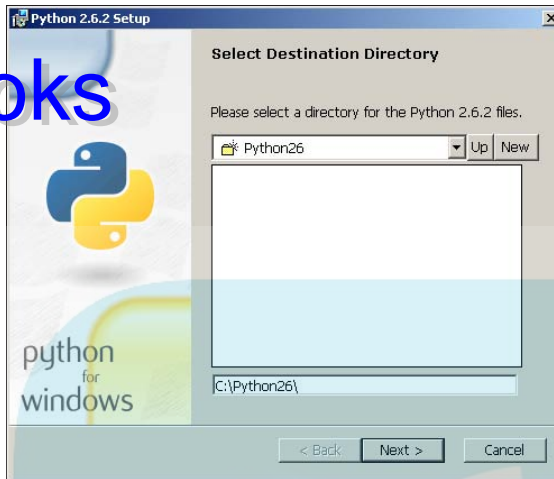 Python 2.6.2 Setup
Select Destination Directory
oks
Please select a directory for the Python 2.6.2 files.
Python26
Up
New
python
for
windows
C:\Python26\
< Back
Next >
Cancel